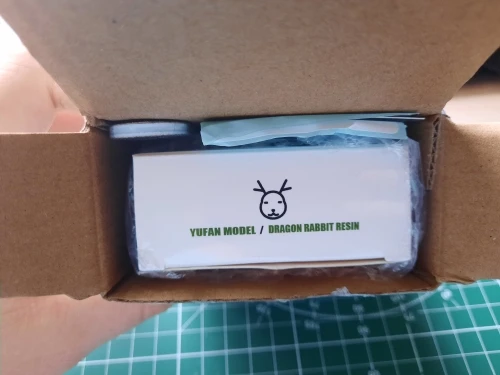 YUFAN MODEL / DRAGON RABBIT RESIN